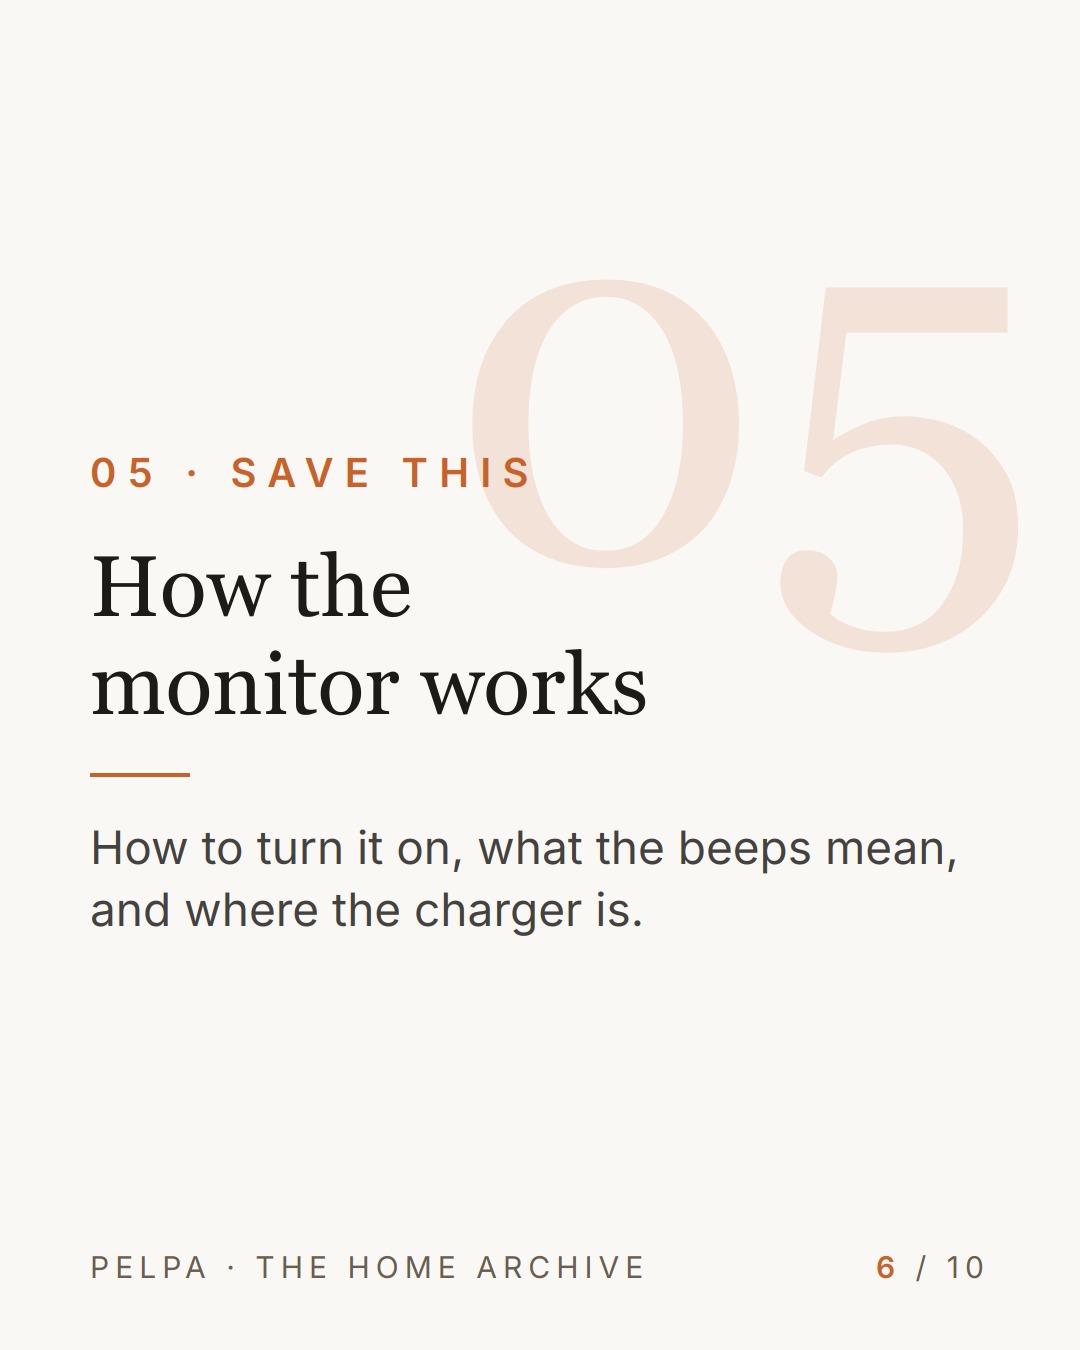 05
05 · SAVE THIS
How the
monitor works
How to turn it on, what the beeps mean,
and where the charger is.
PELPA · THE HOME ARCHIVE
6 / 10